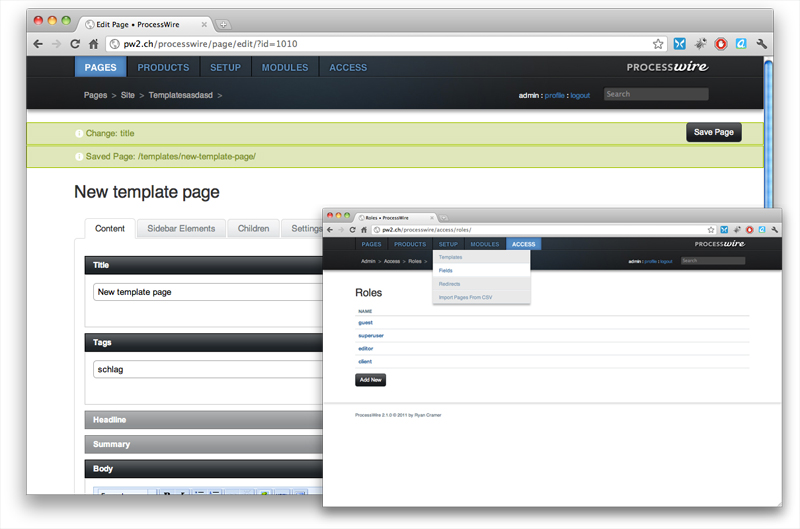 Edit Page • ProcessWire
pw2.ch/processwire/page/edit/?id=1010
PAGES PRODUCTS SETUP MODULES ACCESS
PROCESSwire
Pages > Site > Templatesasdasd >
admin : profile : logout
Search
Change: title
Save Page
Saved Page: /templates/new-template-page/
New template page
Content Sidebar Elements Children Settings
Title
New template page
Tags
schlag
Headline
Summary
Body
Roles • ProcessWire
pw2.ch/processwire/access/roles/
PAGES PRODUCTS SETUP MODULES ACCESS
PROCESSwire
Admin > Access > Roles >
admin : profile : logout
Search
Templates
Fields
Redirects
Import Pages From CSV
Roles
NAME
guest
superuser
editor
client
Add New
ProcessWire 2.1.0 © 2011 by Ryan Cramer